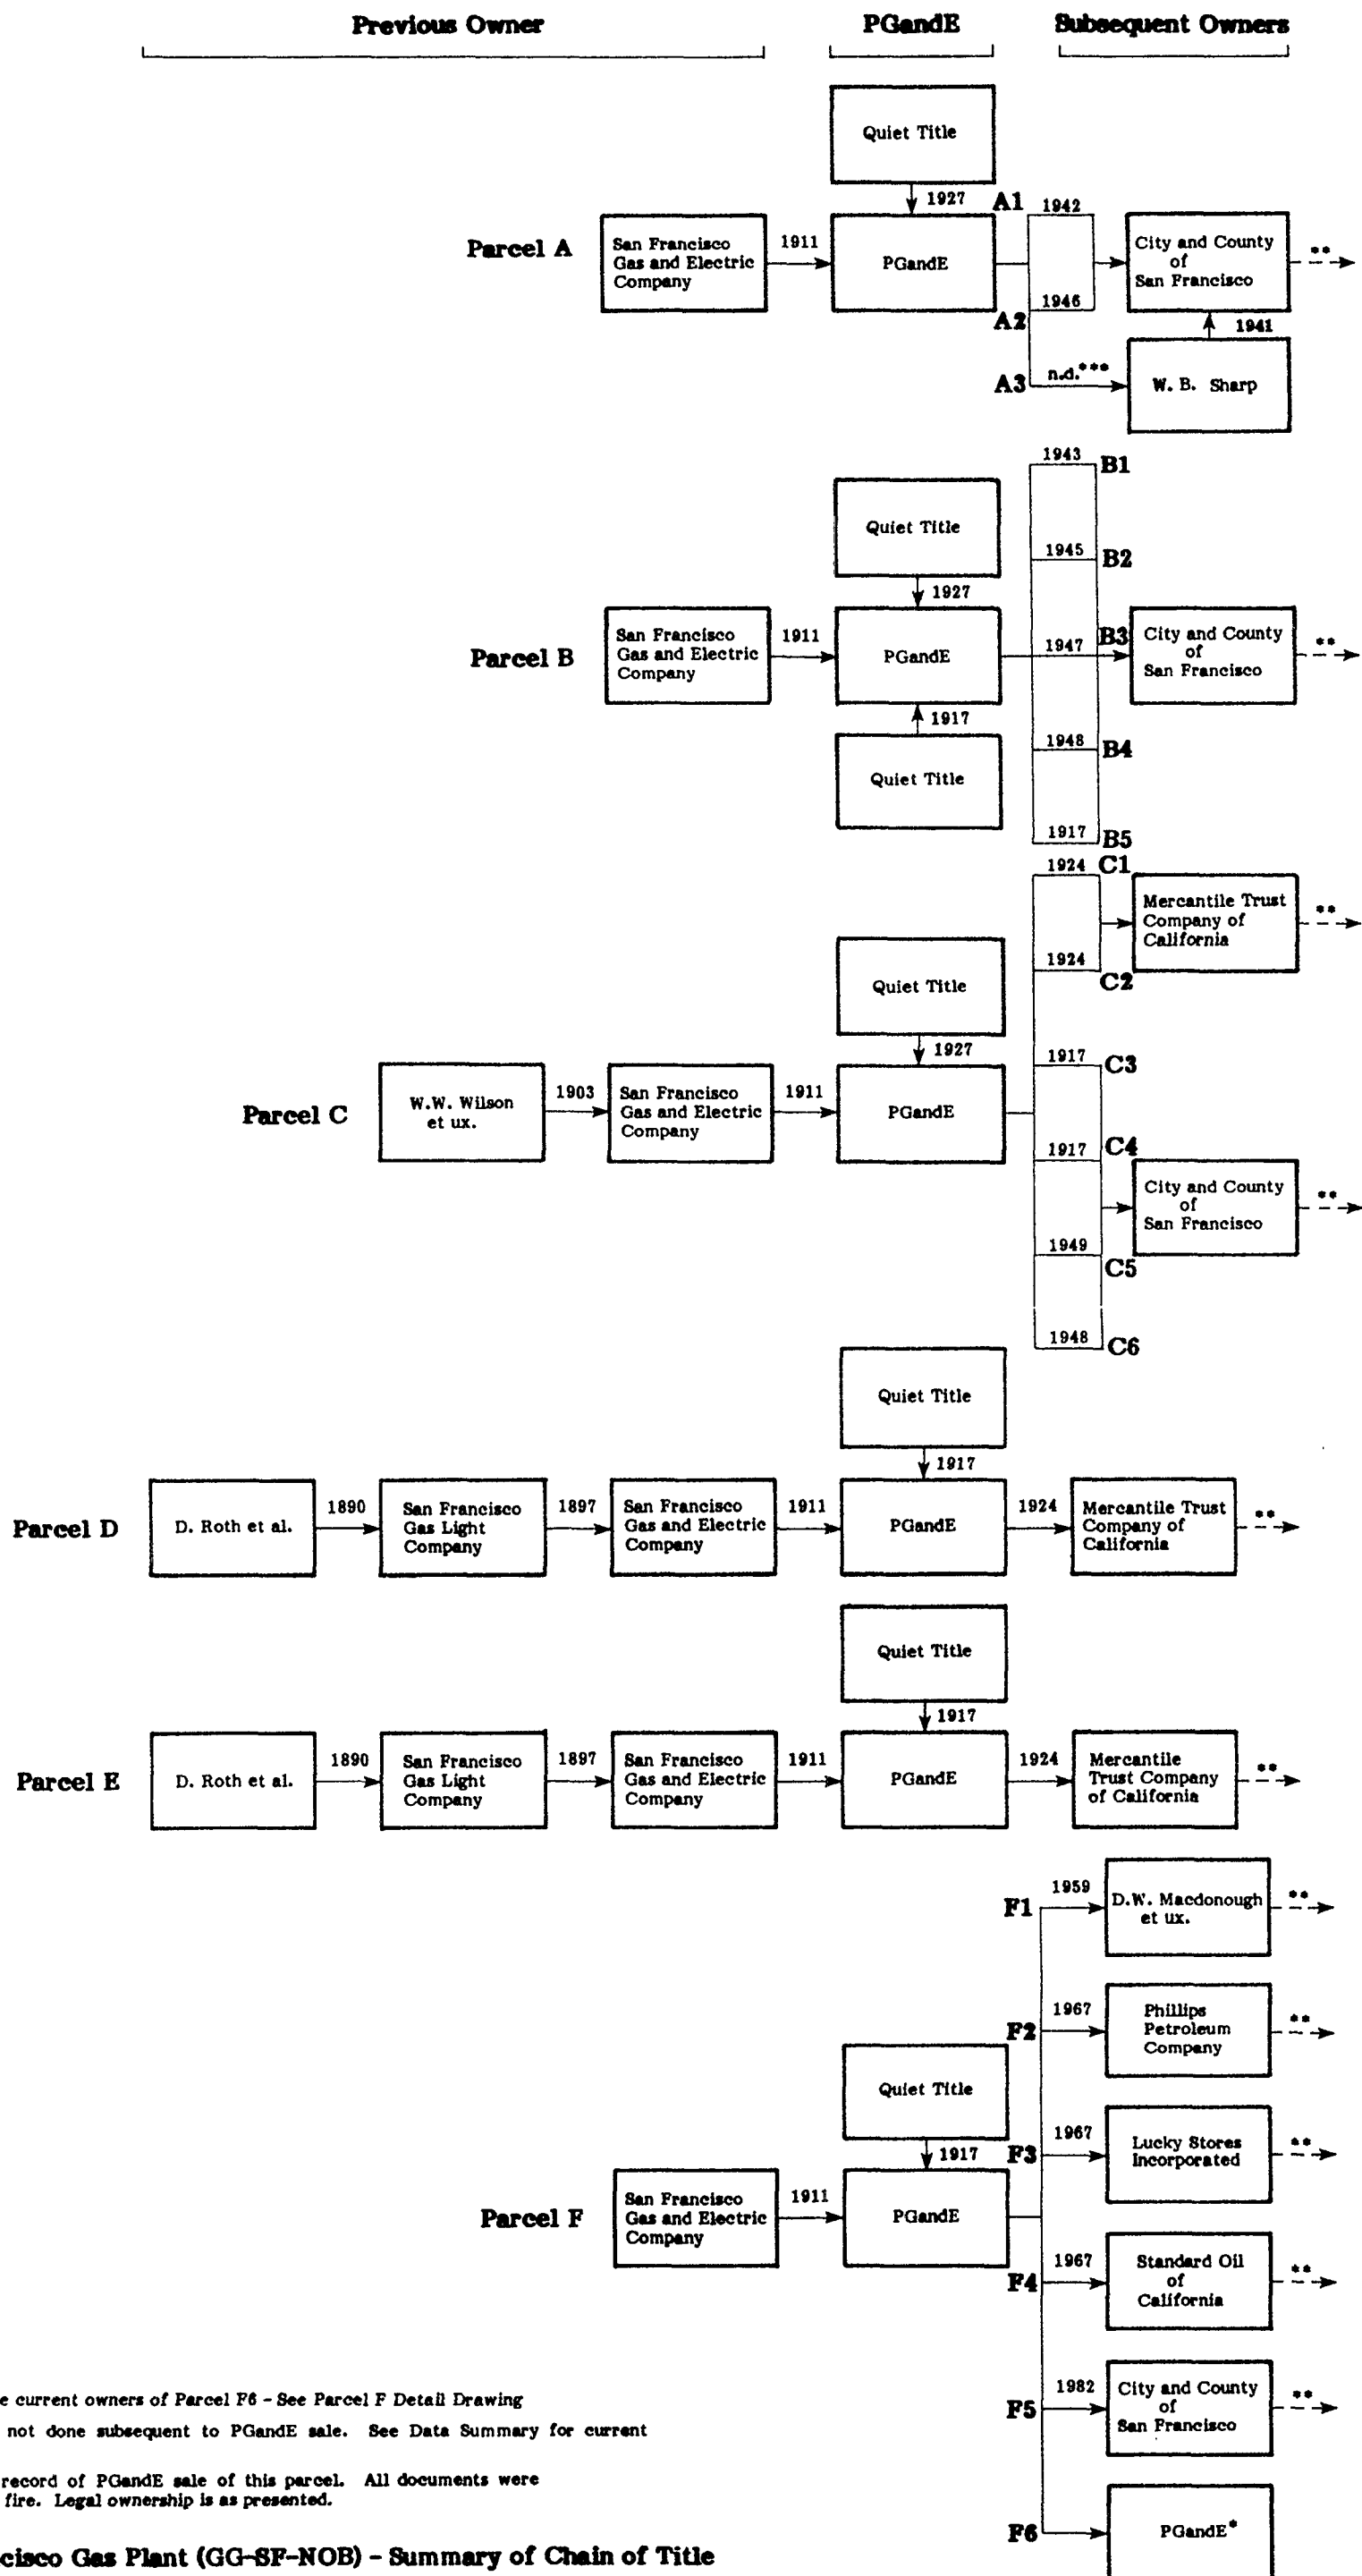 Previous Owner
PGandE
Subsequent Owners
Quiet Title
1927
A1
1942
Parcel A
San Francisco
Gas and Electric
Company
1911
PGandE
City and County
of
San Francisco
**
1946
A2
1941
A3
n.d.***
W. B. Sharp
1943
B1
Quiet Title
1945
B2
1927
Parcel B
San Francisco
Gas and Electric
Company
1911
PGandE
1947
B3
City and County
of
San Francisco
**
1917
1948
B4
Quiet Title
1917
B5
1924
C1
Mercantile Trust
Company of
California
**
1924
C2
Quiet Title
1927
1917
C3
Parcel C
W.W. Wilson
et ux.
1903
San Francisco
Gas and Electric
Company
1911
PGandE
1917
C4
City and County
of
San Francisco
**
1949
C5
1948
C6
Quiet Title
1917
Parcel D
D. Roth et al.
1890
San Francisco
Gas Light
Company
1897
San Francisco
Gas and Electric
Company
1911
PGandE
1924
Mercantile Trust
Company of
California
**
Quiet Title
1917
Parcel E
D. Roth et al.
1890
San Francisco
Gas Light
Company
1897
San Francisco
Gas and Electric
Company
1911
PGandE
1924
Mercantile
Trust Company
of California
**
F1
1959
D.W. Macdonough
et ux.
**
F2
1967
Phillips
Petroleum
Company
**
Quiet Title
1917
F3
1967
Lucky Stores
Incorporated
**
Parcel F
San Francisco
Gas and Electric
Company
1911
PGandE
F4
1967
Standard Oil
of
California
**
F5
1982
City and County
of
San Francisco
**
F6
PGandE*
e current owners of Parcel F6 - See Parcel F Detail Drawing
not done subsequent to PGandE sale. See Data Summary for current
record of PGandE sale of this parcel. All documents were
fire. Legal ownership is as presented.
cisco Gas Plant (GG-SF-NOB) - Summary of Chain of Title